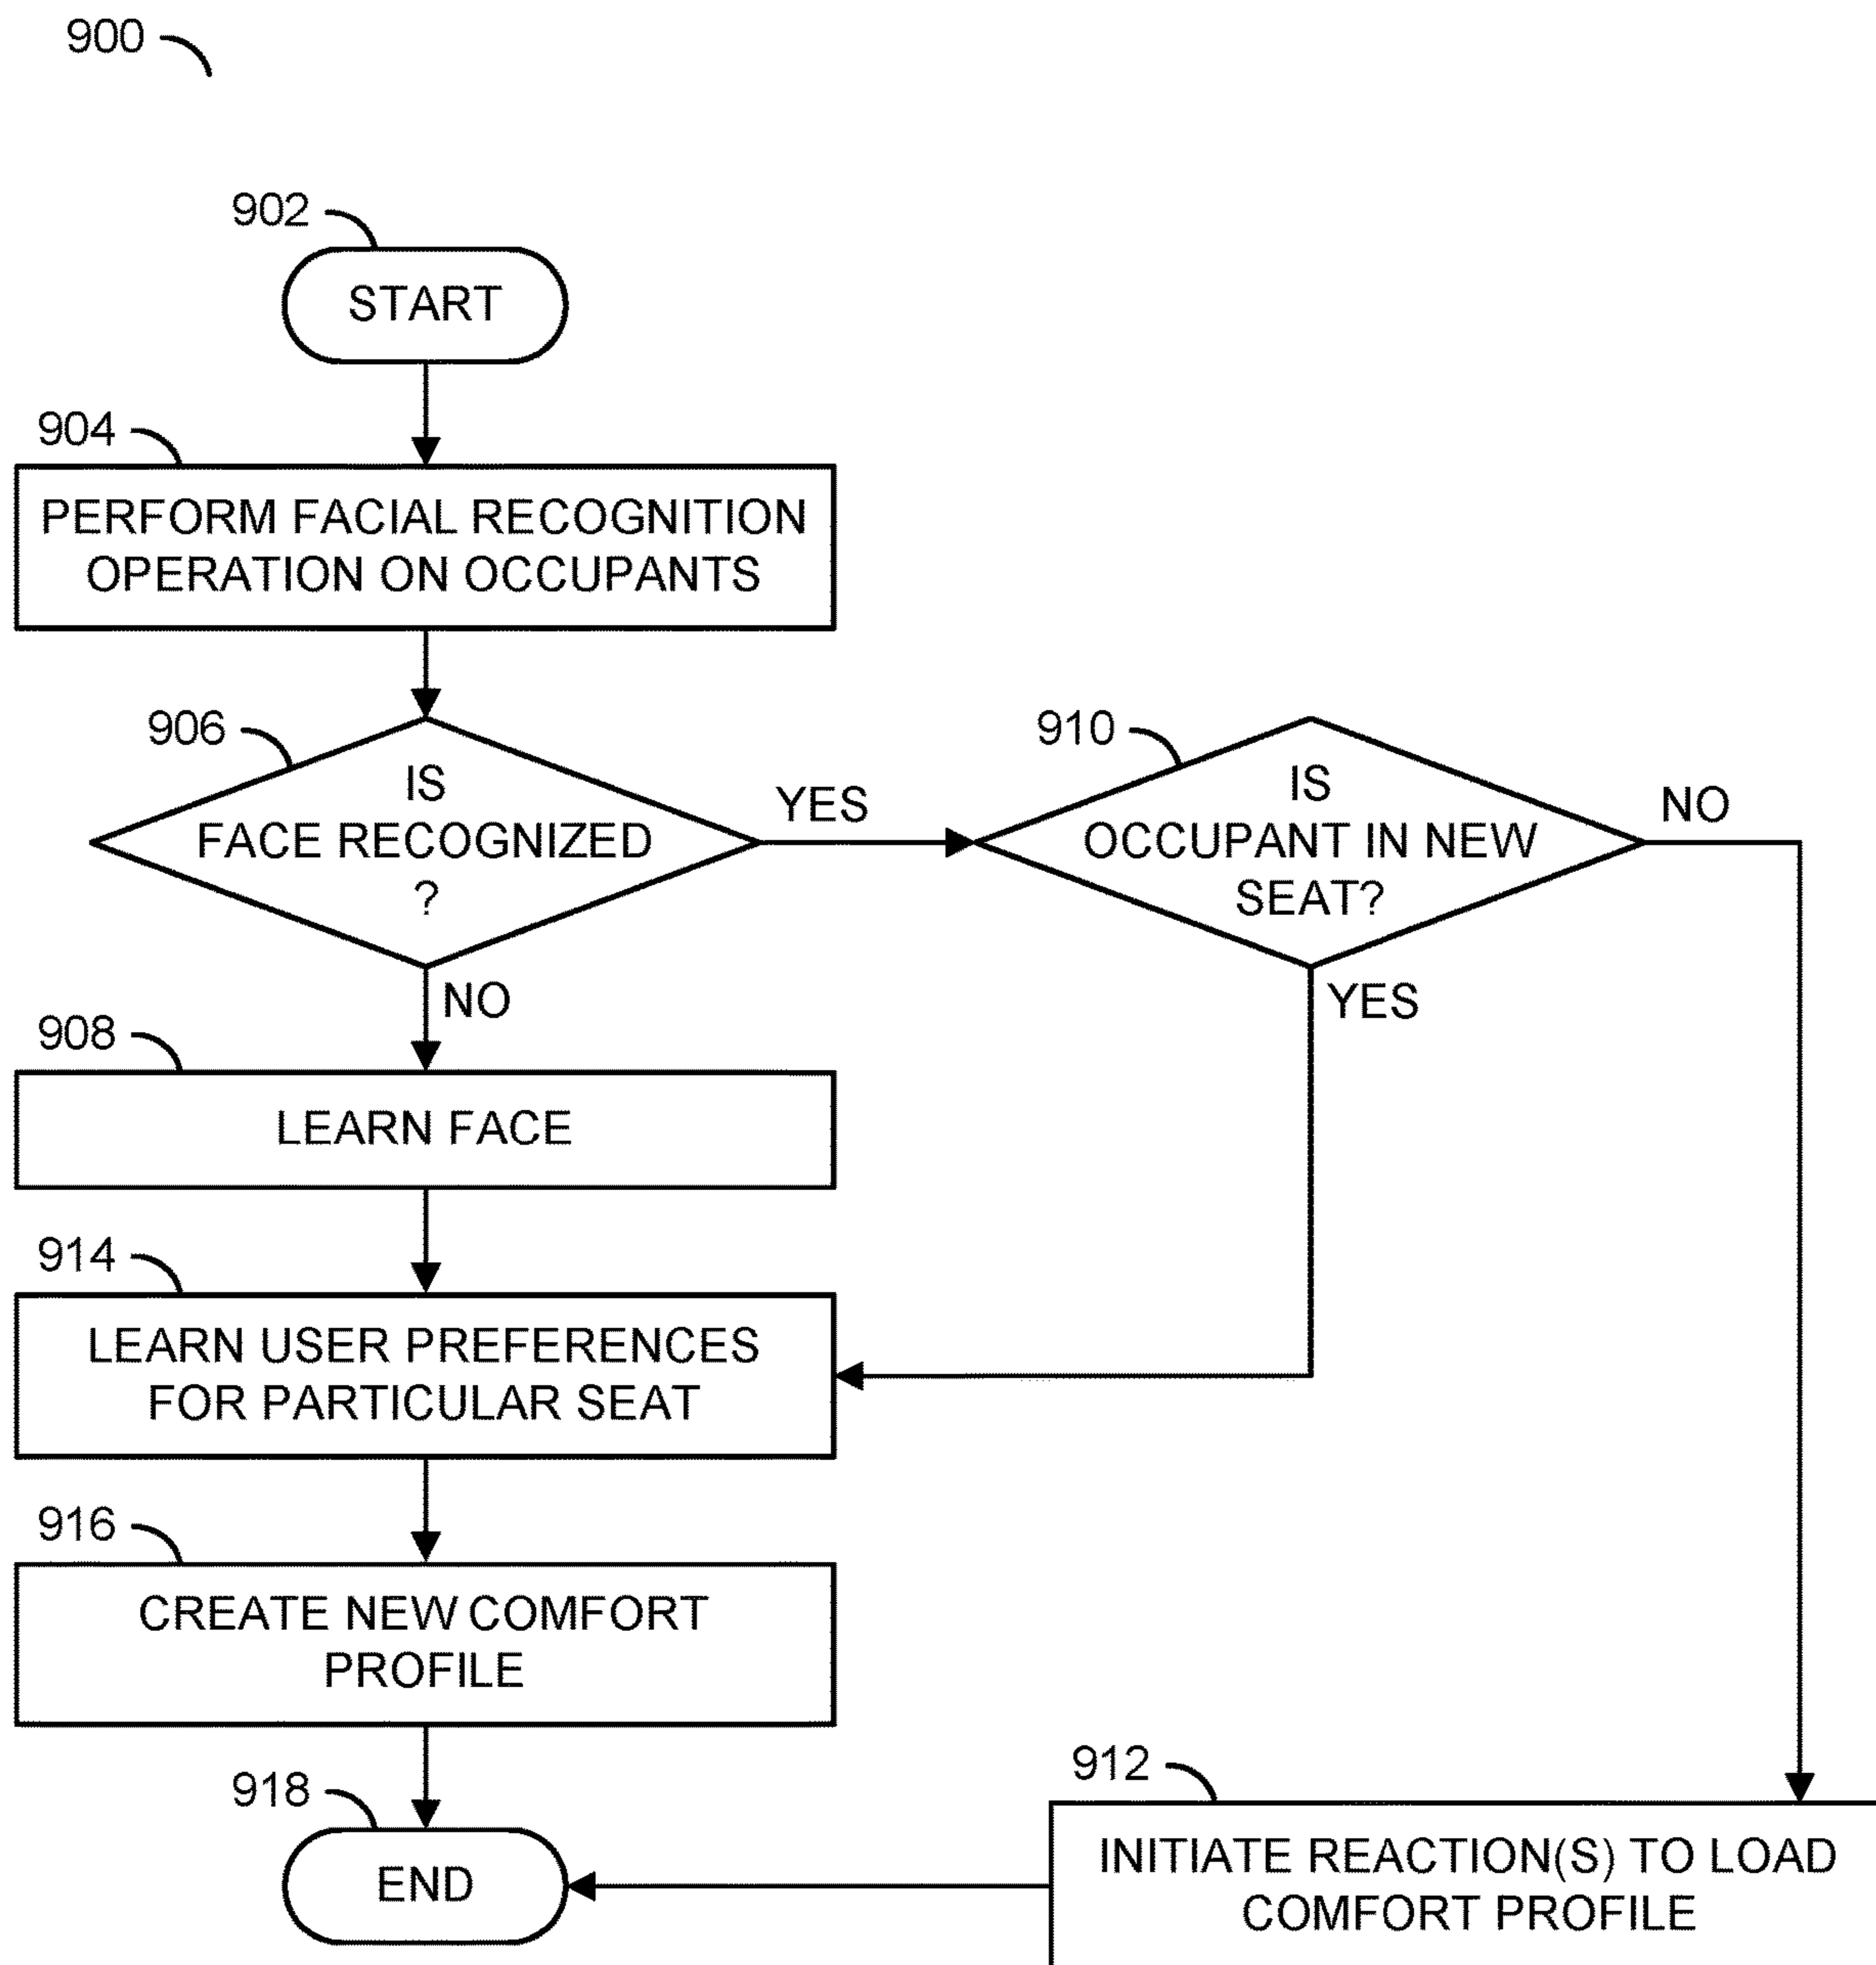 900
902
START
904
PERFORM FACIAL RECOGNITION
OPERATION ON OCCUPANTS
906
IS
FACE RECOGNIZED
?
YES
910
IS
OCCUPANT IN NEW
SEAT?
NO
NO
YES
908
LEARN FACE
914
LEARN USER PREFERENCES
FOR PARTICULAR SEAT
916
CREATE NEW COMFORT
PROFILE
918
END
912
INITIATE REACTION(S) TO LOAD
COMFORT PROFILE